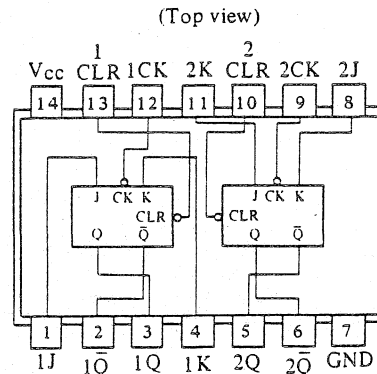 (Top view)
1 2
Vcc CLR 1CK 2K CLR 2CK 2J
14 13 12 11 10 9 8
J CK K J CK K
CLR CLR
Q Q̅ Q Q̅
1 2 3 4 5 6 7
1J 1Q̅ 1Q 1K 2Q 2Q̅ GND